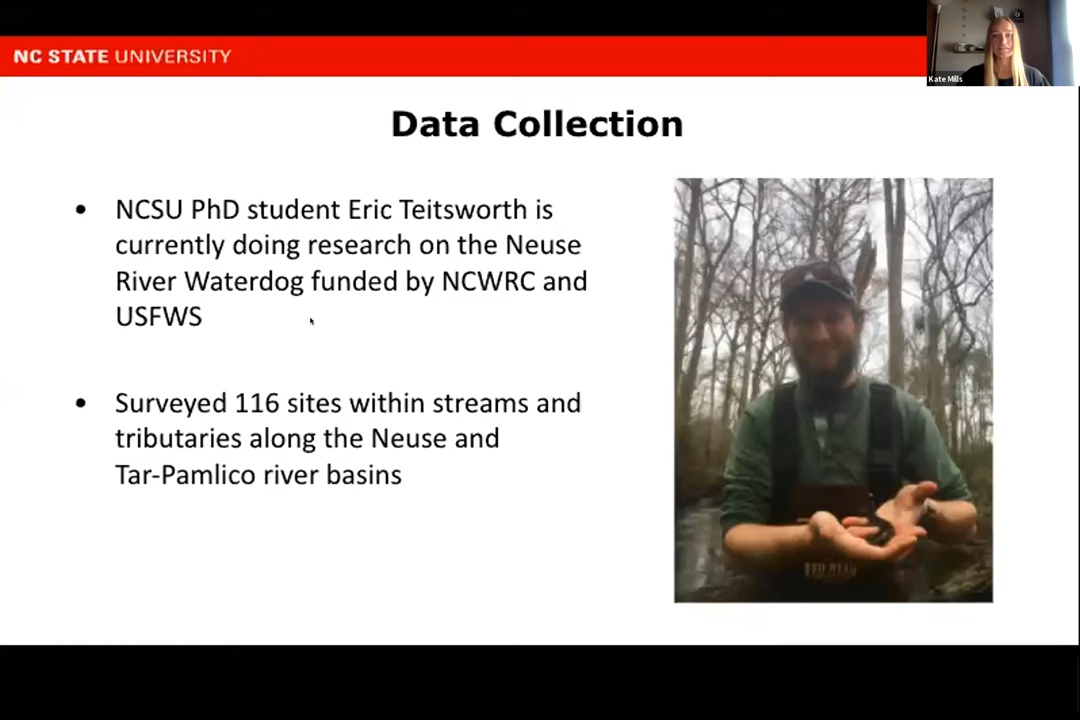 NC STATE UNIVERSITY
Kate Mills
Data Collection
• NCSU PhD student Eric Teitsworth is
currently doing research on the Neuse
River Waterdog funded by NCWRC and
USFWS
• Surveyed 116 sites within streams and
tributaries along the Neuse and
Tar-Pamlico river basins